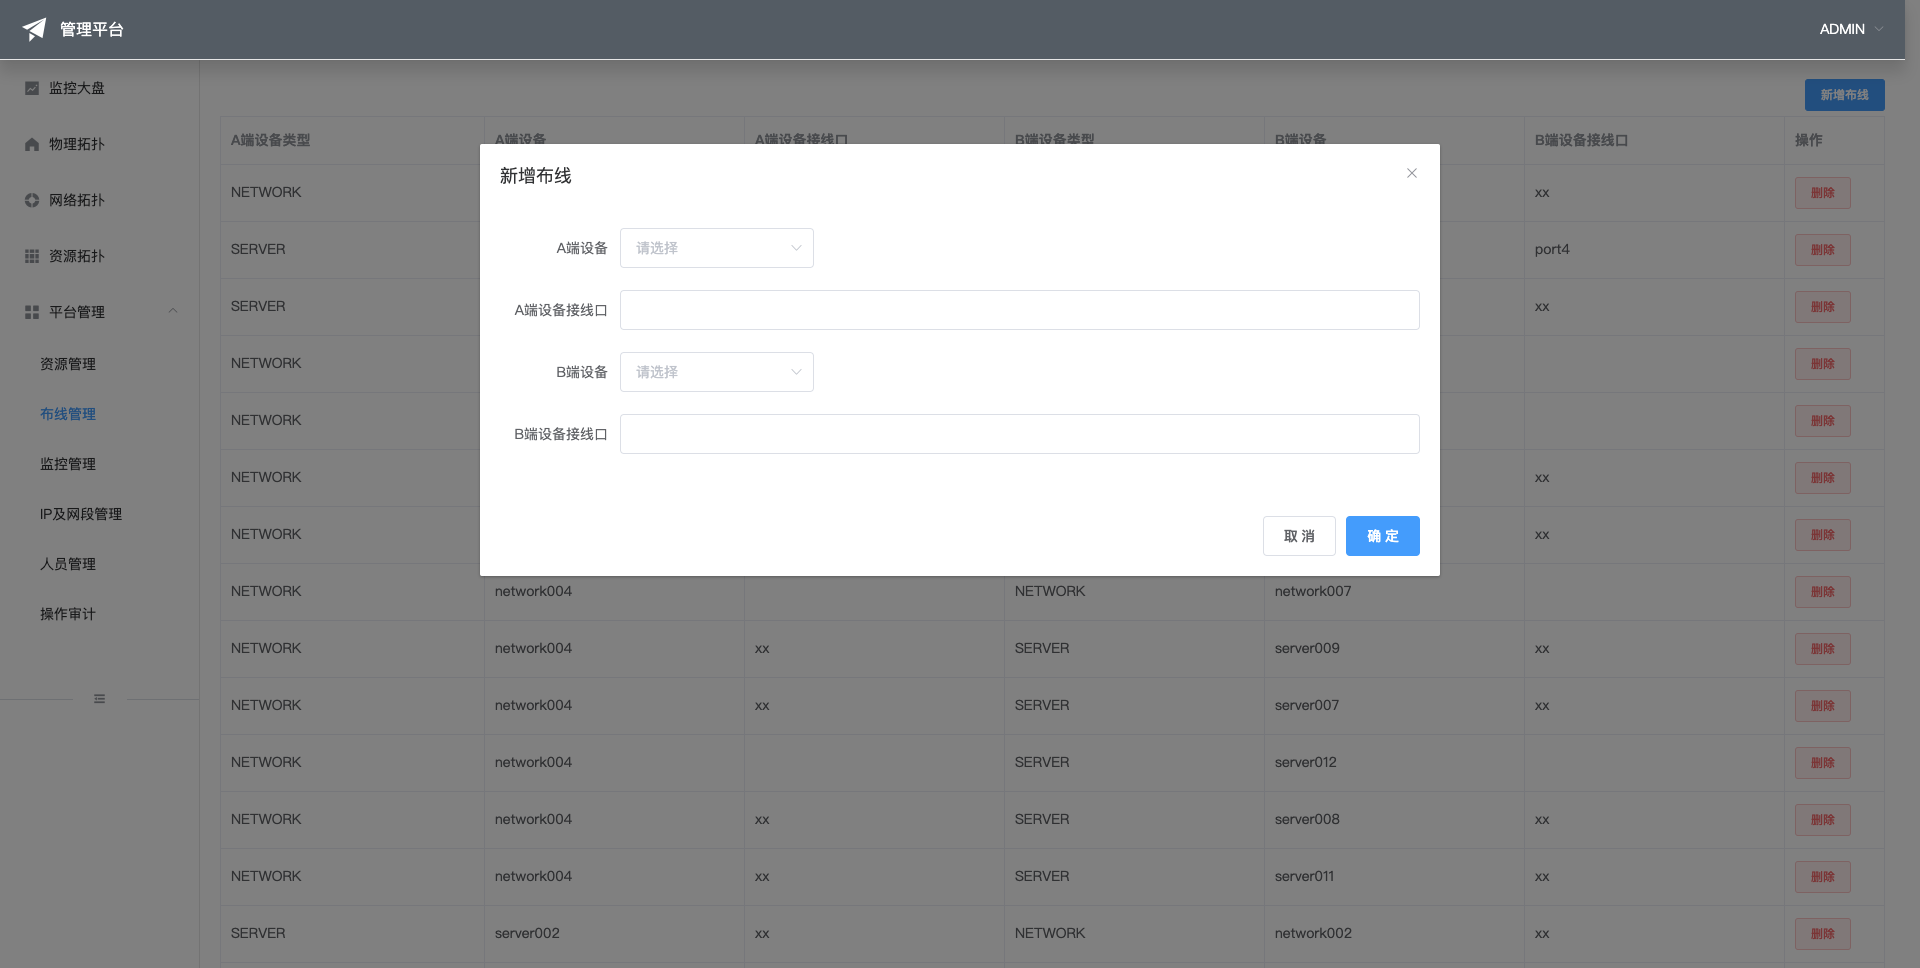 管理平台
ADMIN
监控大盘
物理拓扑
网络拓扑
资源拓扑
平台管理
资源管理
布线管理
监控管理
IP及网段管理
人员管理
操作审计
新增布线
A端设备类型 A端设备 A端设备接线口 B端设备类型 B端设备 B端设备接线口 操作
NETWORK xx 删除
SERVER port4 删除
SERVER xx 删除
NETWORK 删除
NETWORK 删除
NETWORK xx 删除
NETWORK xx 删除
NETWORK network004 NETWORK network007 删除
NETWORK network004 xx SERVER server009 xx 删除
NETWORK network004 xx SERVER server007 xx 删除
NETWORK network004 SERVER server012 删除
NETWORK network004 xx SERVER server008 xx 删除
NETWORK network004 xx SERVER server011 xx 删除
SERVER server002 xx NETWORK network002 xx 删除
新增布线
A端设备 请选择
A端设备接线口
B端设备 请选择
B端设备接线口
取 消 确 定